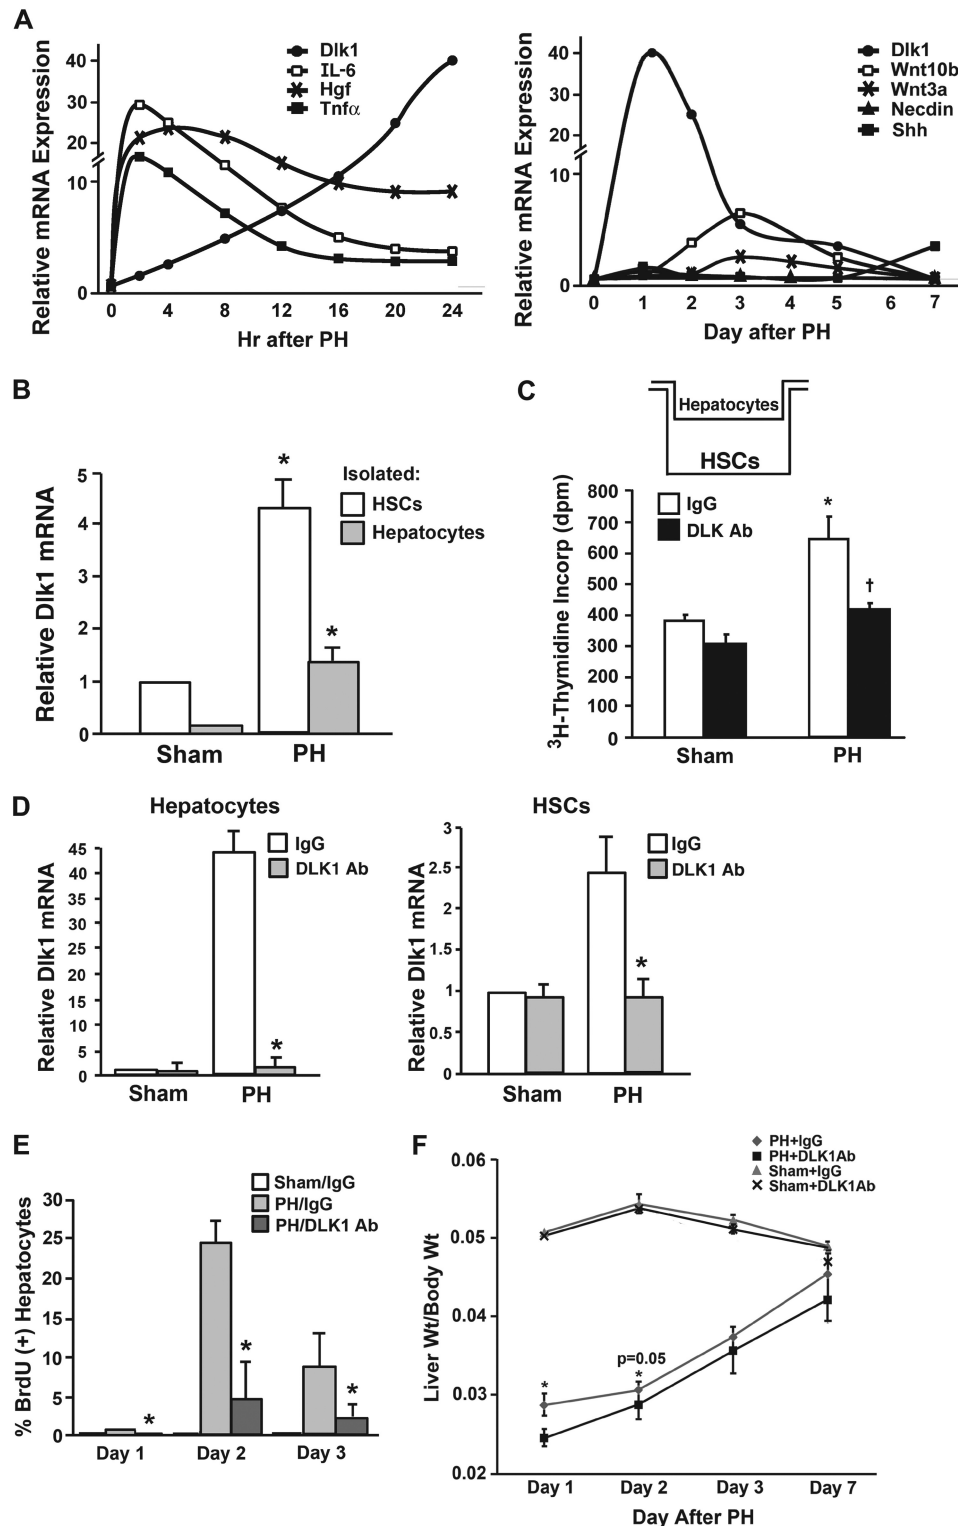 A
Relative mRNA Expression
40
30
20
10
0
Dlk1
IL-6
Hgf
Tnfα
0 4 8 12 16 20 24
Hr after PH
Relative mRNA Expression
40
30
20
10
0
Dlk1
Wnt10b
Wnt3a
Necdin
Shh
0 1 2 3 4 5 6 7
Day after PH
B
Relative Dlk1 mRNA
5
4
3
2
1
0
*
*
Isolated:
HSCs
Hepatocytes
Sham PH
C
Hepatocytes
HSCs
3H-Thymidine Incorp (dpm)
800
700
600
500
400
300
200
100
0
IgG
DLK Ab
*
†
Sham PH
D
Hepatocytes
Relative Dlk1 mRNA
45
40
35
30
25
20
15
10
5
0
IgG
DLK1 Ab
*
Sham PH
HSCs
Relative Dlk1 mRNA
3
2.5
2
1.5
1
0.5
0
IgG
DLK1 Ab
*
Sham PH
E
% BrdU (+) Hepatocytes
30
25
20
15
10
5
0
Sham/IgG
PH/IgG
PH/DLK1 Ab
*
*
*
Day 1 Day 2 Day 3
F
Liver Wt/Body Wt
0.06
0.05
0.04
0.03
0.02
PH+IgG
PH+DLK1Ab
Sham+IgG
Sham+DLK1Ab
p=0.05
*
*
Day 1 Day 2 Day 3 Day 7
Day After PH